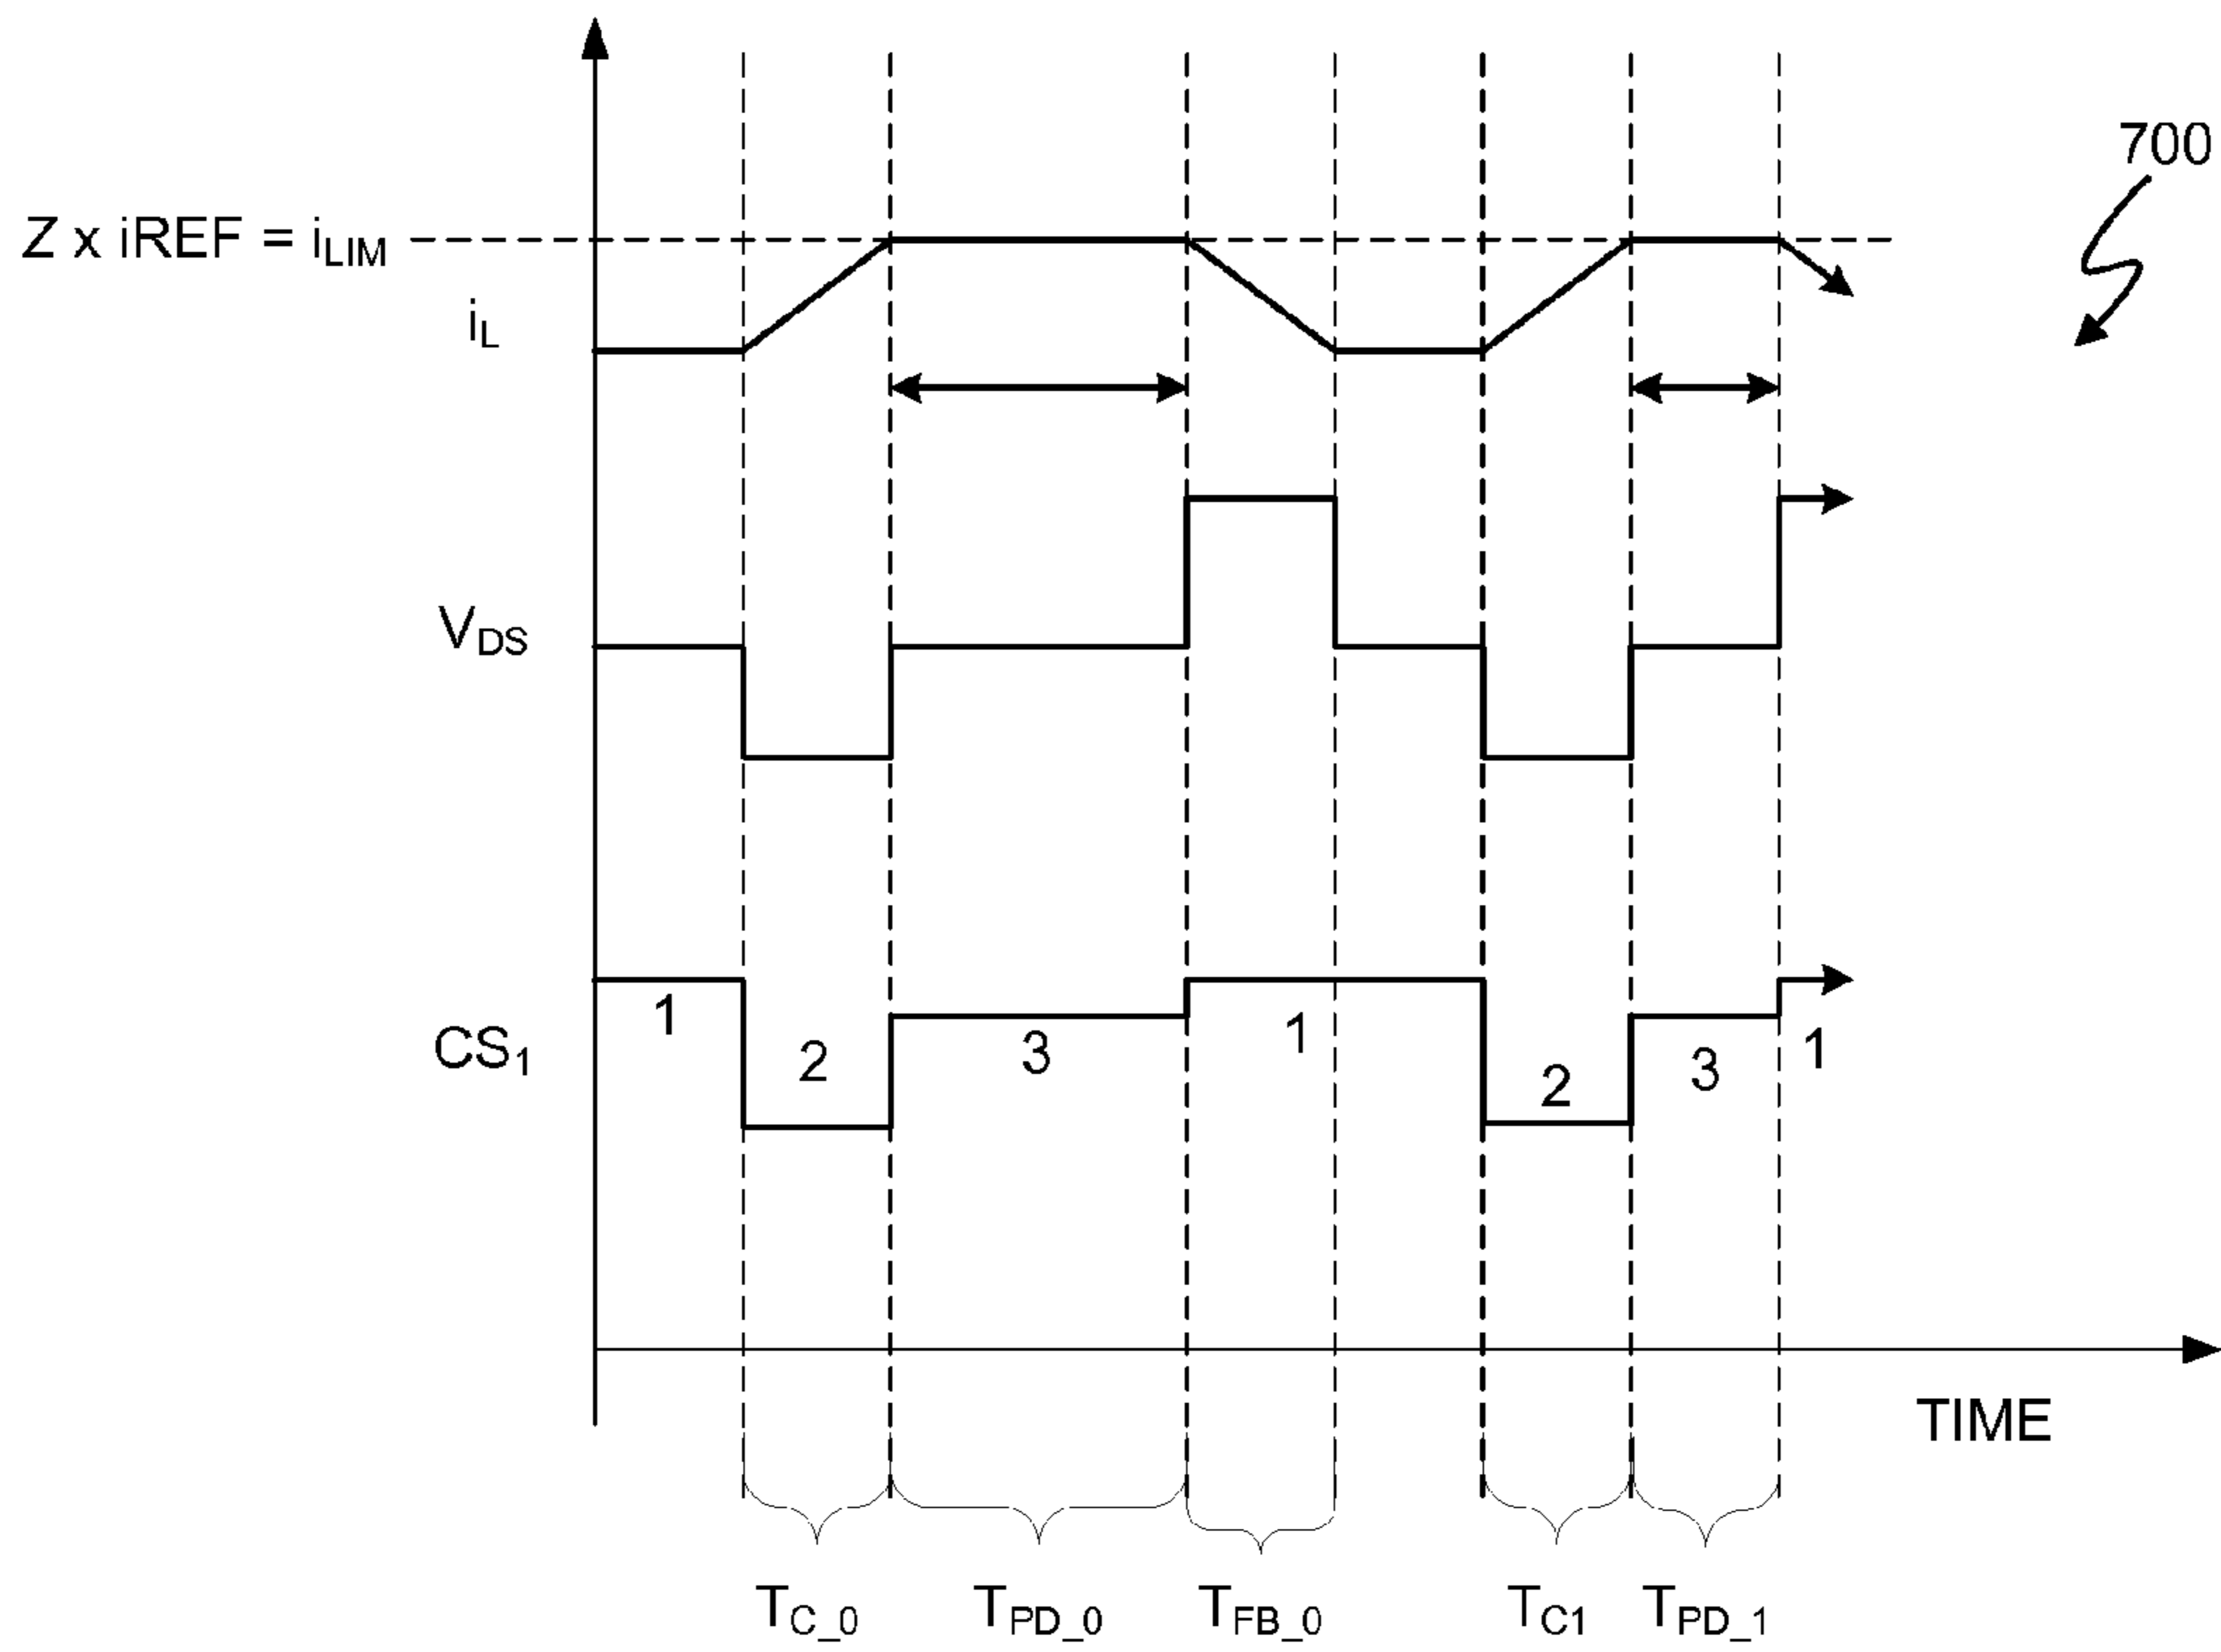 700
Z x iREF = iLIM
iL
VDS
CS1
1
2
3
1
2
3
1
TIME
TC_0
TPD_0
TFB_0
TC1
TPD_1